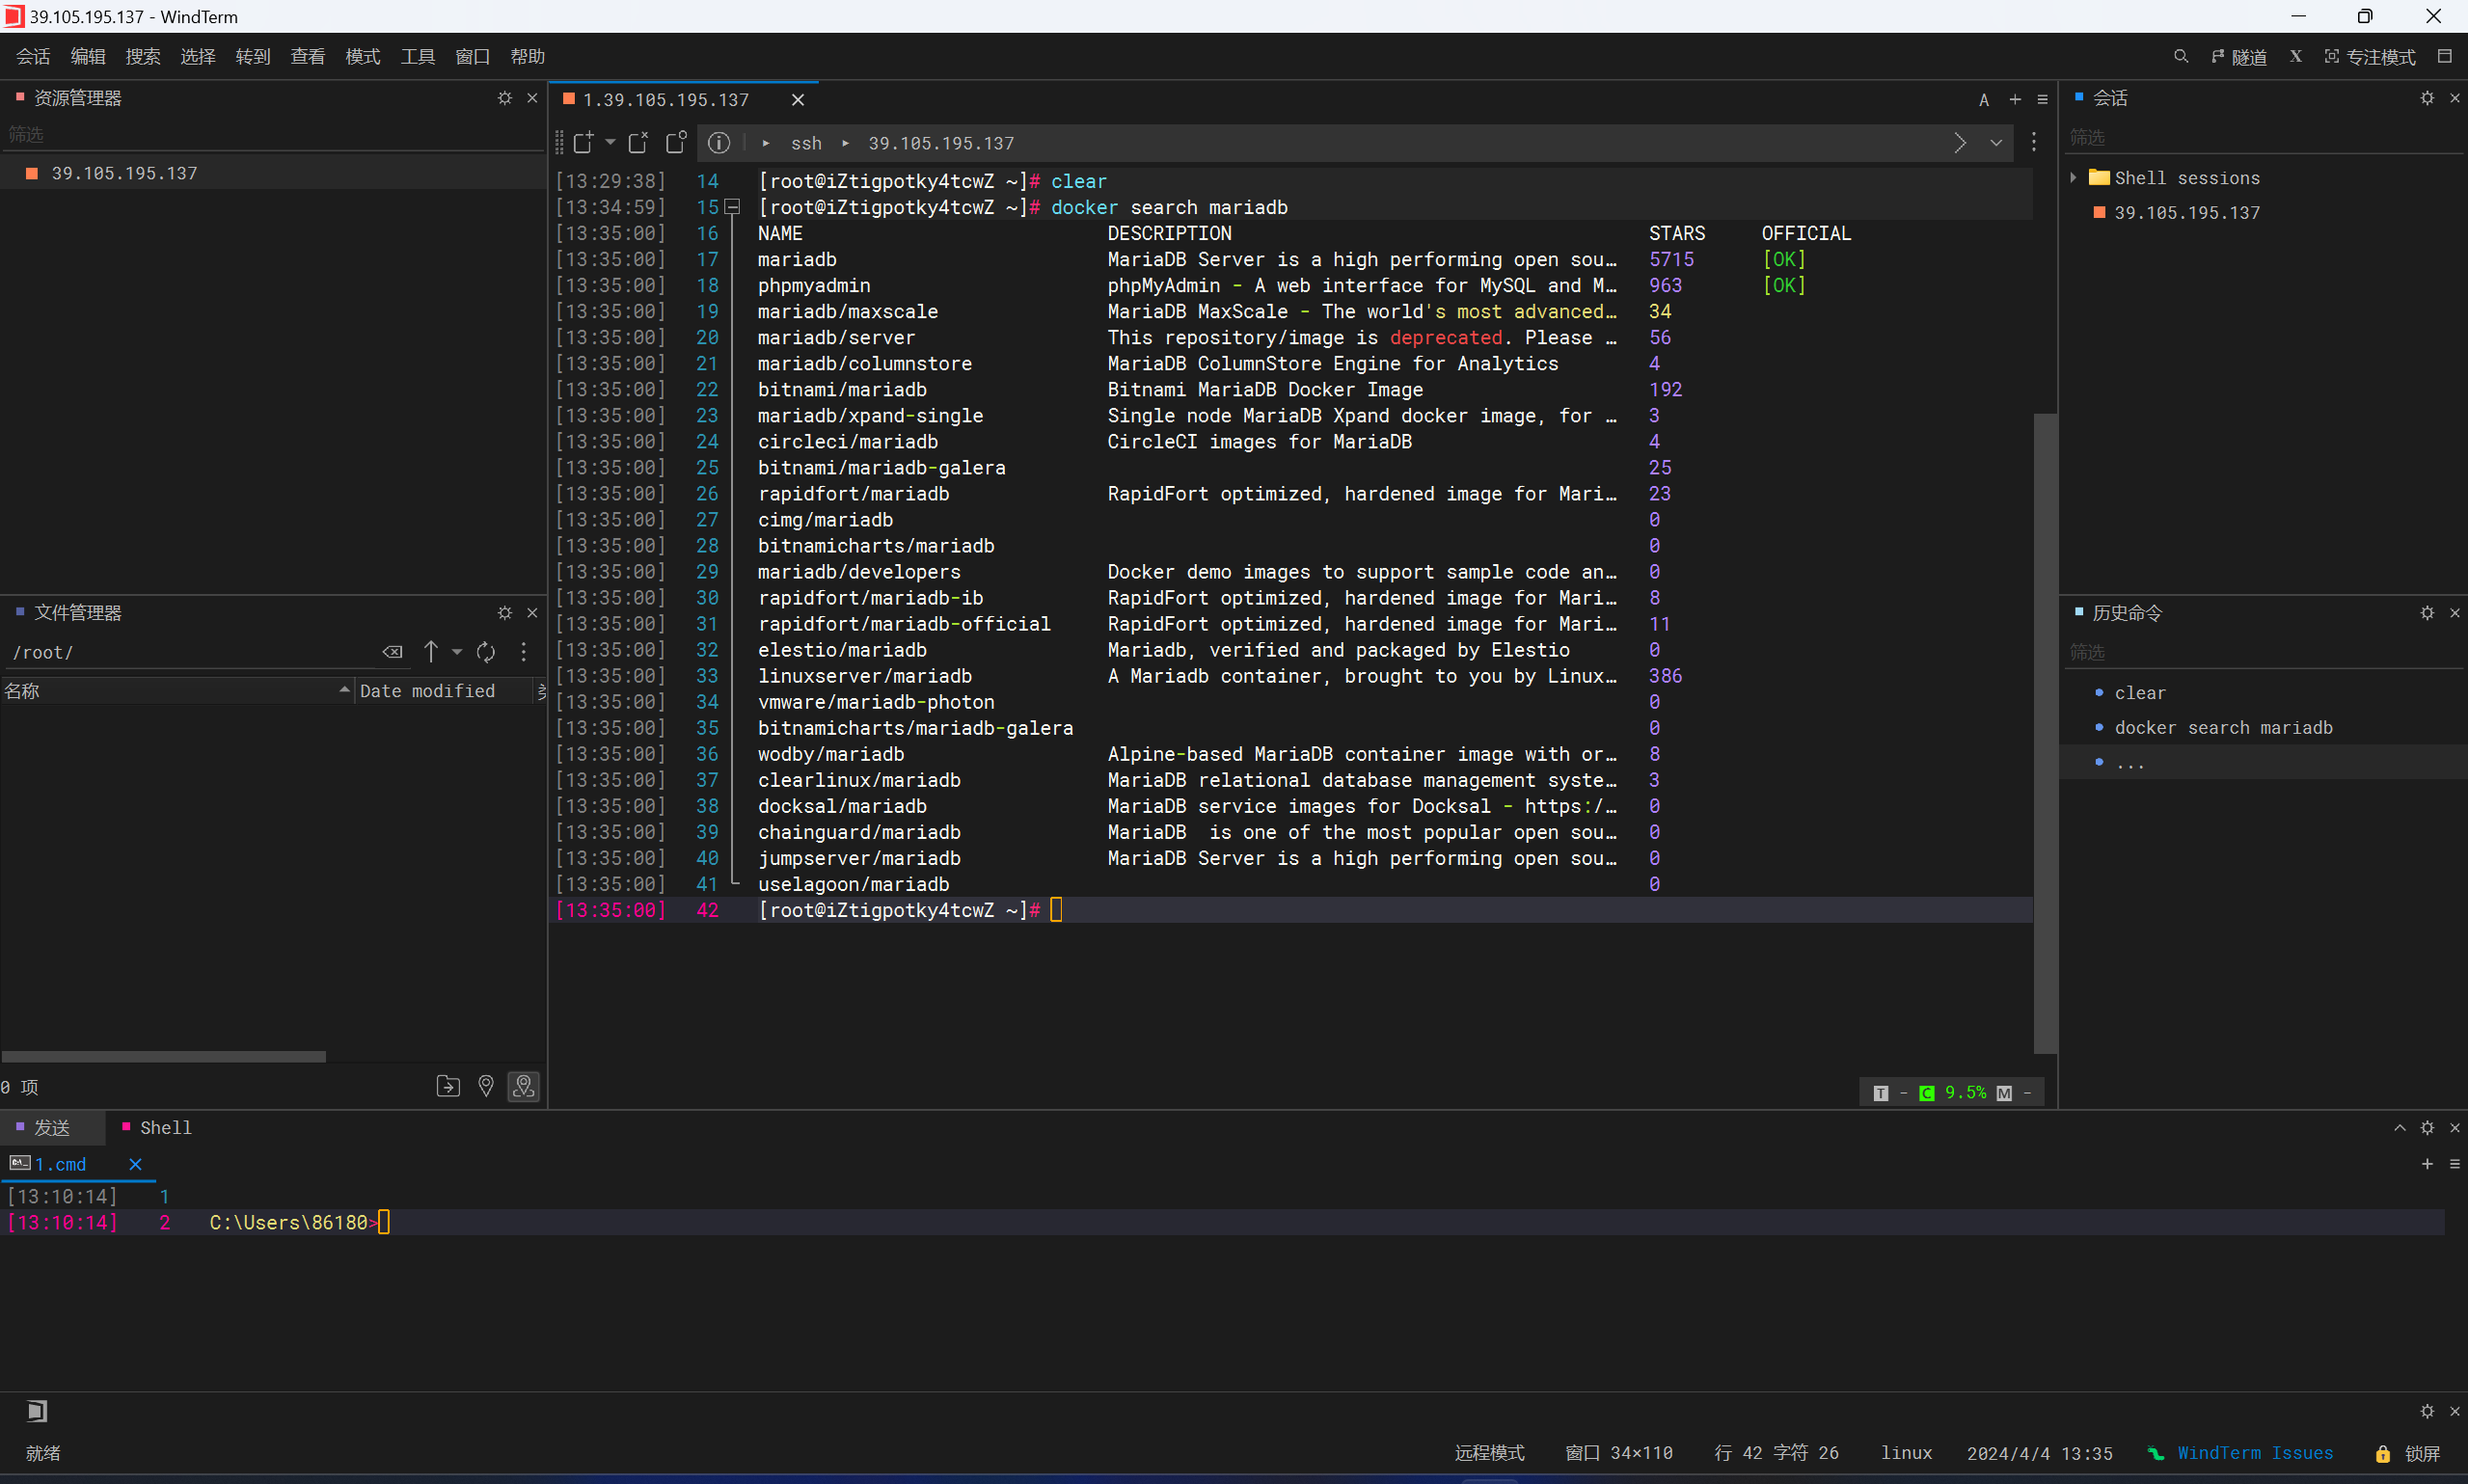 39.105.195.137 - WindTerm
会话 编辑 搜索 选择 转到 查看 模式 工具 窗口 帮助 隧道 X 专注模式
资源管理器
筛选
39.105.195.137
1.39.105.195.137 A
ssh 39.105.195.137
[13:29:38] 14 [root@iZtigpotky4tcwZ ~]# clear
[13:34:59] 15 [root@iZtigpotky4tcwZ ~]# docker search mariadb
[13:35:00] 16 NAME DESCRIPTION STARS OFFICIAL
[13:35:00] 17 mariadb MariaDB Server is a high performing open sou… 5715 [OK]
[13:35:00] 18 phpmyadmin phpMyAdmin - A web interface for MySQL and M… 963 [OK]
[13:35:00] 19 mariadb/maxscale MariaDB MaxScale - The world's most advanced… 34
[13:35:00] 20 mariadb/server This repository/image is deprecated. Please … 56
[13:35:00] 21 mariadb/columnstore MariaDB ColumnStore Engine for Analytics 4
[13:35:00] 22 bitnami/mariadb Bitnami MariaDB Docker Image 192
[13:35:00] 23 mariadb/xpand-single Single node MariaDB Xpand docker image, for … 3
[13:35:00] 24 circleci/mariadb CircleCI images for MariaDB 4
[13:35:00] 25 bitnami/mariadb-galera 25
[13:35:00] 26 rapidfort/mariadb RapidFort optimized, hardened image for Mari… 23
[13:35:00] 27 cimg/mariadb 0
[13:35:00] 28 bitnamicharts/mariadb 0
[13:35:00] 29 mariadb/developers Docker demo images to support sample code an… 0
[13:35:00] 30 rapidfort/mariadb-ib RapidFort optimized, hardened image for Mari… 8
[13:35:00] 31 rapidfort/mariadb-official RapidFort optimized, hardened image for Mari… 11
[13:35:00] 32 elestio/mariadb Mariadb, verified and packaged by Elestio 0
[13:35:00] 33 linuxserver/mariadb A Mariadb container, brought to you by Linux… 386
[13:35:00] 34 vmware/mariadb-photon 0
[13:35:00] 35 bitnamicharts/mariadb-galera 0
[13:35:00] 36 wodby/mariadb Alpine-based MariaDB container image with or… 8
[13:35:00] 37 clearlinux/mariadb MariaDB relational database management syste… 3
[13:35:00] 38 docksal/mariadb MariaDB service images for Docksal - https:/… 0
[13:35:00] 39 chainguard/mariadb MariaDB  is one of the most popular open sou… 0
[13:35:00] 40 jumpserver/mariadb MariaDB Server is a high performing open sou… 0
[13:35:00] 41 uselagoon/mariadb 0
[13:35:00] 42 [root@iZtigpotky4tcwZ ~]#
T - C 9.5% M -
会话
筛选
Shell sessions
39.105.195.137
文件管理器
/root/
名称 Date modified
0 项
历史命令
筛选
clear
docker search mariadb
...
发送 Shell
1.cmd
[13:10:14] 1
[13:10:14] 2 C:\Users\86180>
就绪 远程模式 窗口 34×110 行 42 字符 26 linux 2024/4/4 13:35 WindTerm Issues 锁屏